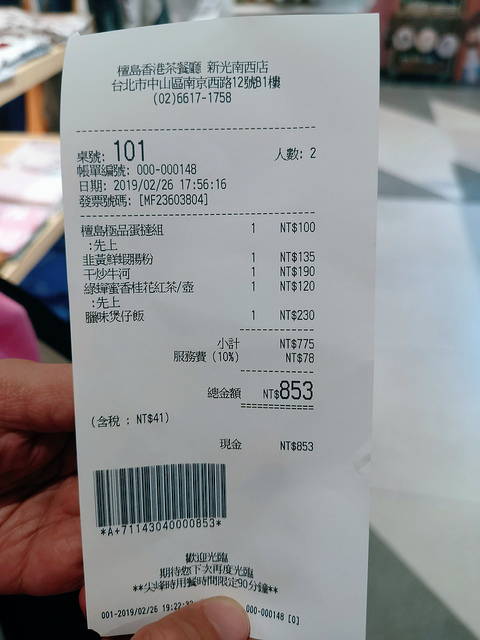 檀島香港茶餐廳 新光南西店
台北市中山區南京西路12號B1樓
(02)6617-1758
桌號: 101 人數: 2
帳單編號: 000-000148
日期: 2019/02/26 17:56:16
發票號碼: [MF23603804]
檀島極品蛋撻組 1 NT$100
:先上
韭黃鮮蝦腸粉 1 NT$135
干炒牛河 1 NT$190
綠蟬蜜香桂花紅茶/壺 1 NT$120
:先上
臘味煲仔飯 1 NT$230
小計 NT$775
服務費 (10%) NT$78
總金額 NT$853
(含稅 : NT$41)
現金 NT$853
*A+71143040000853*
歡迎光臨
期待您下次再度光臨
**尖峰時用餐時間限定90分鐘**
001-2019/02/26 19:22: 000-000148 [0]